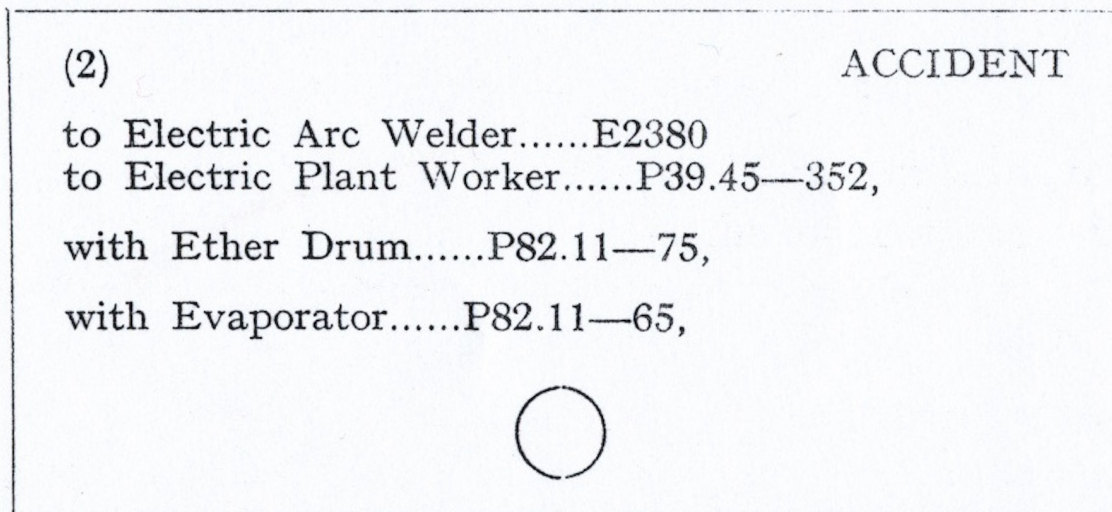 (2) ACCIDENT
to Electric Arc Welder......E2380
to Electric Plant Worker......P39.45—352,
with Ether Drum......P82.11—75,
with Evaporator......P82.11—65,